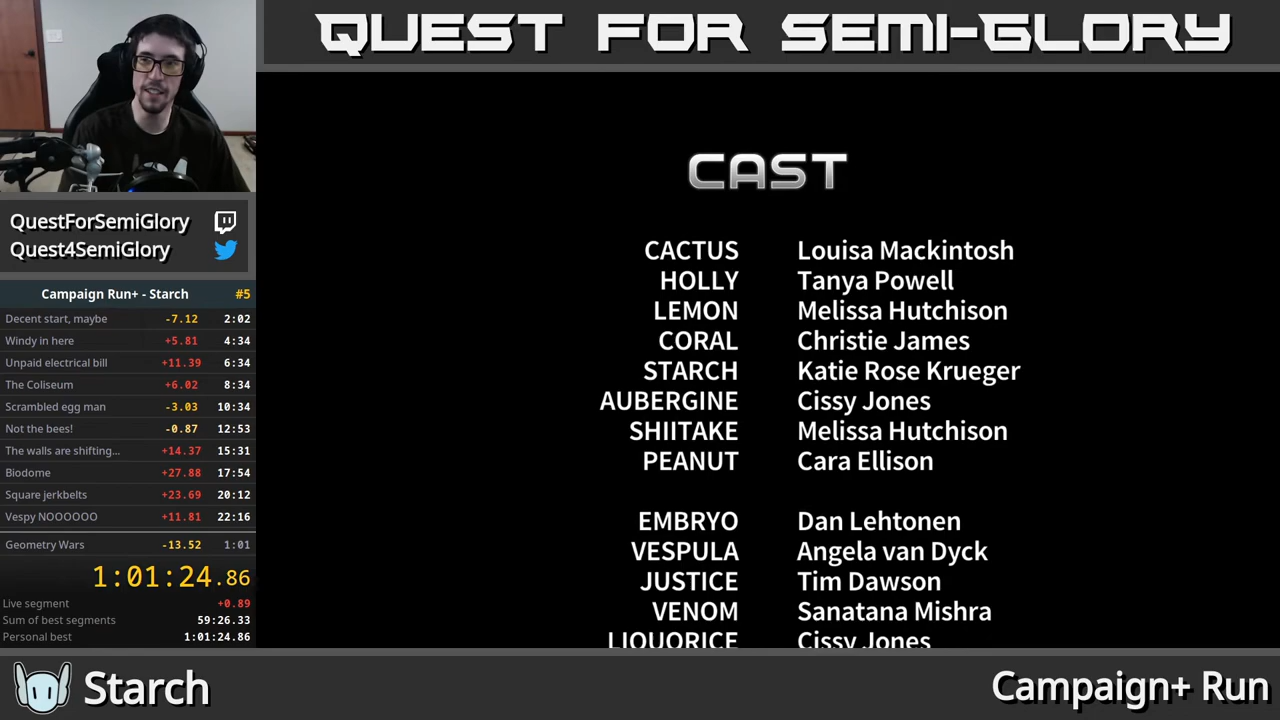 QUEST FOR SEMI-GLORY
QuestForSemiGlory
Quest4SemiGlory
Campaign Run+ - Starch #5
Decent start, maybe -7.12 2:02
Windy in here +5.81 4:34
Unpaid electrical bill +11.39 6:34
The Coliseum +6.02 8:34
Scrambled egg man -3.03 10:34
Not the bees! -0.87 12:53
The walls are shifting... +14.37 15:31
Biodome +27.88 17:54
Square jerkbelts +23.69 20:12
Vespy NOOOOOO +11.81 22:16
Geometry Wars -13.52 1:01
1:01:24.86
Live segment +0.89
Sum of best segments 59:26.33
Personal best 1:01:24.86
CAST
CACTUS Louisa Mackintosh
HOLLY Tanya Powell
LEMON Melissa Hutchison
CORAL Christie James
STARCH Katie Rose Krueger
AUBERGINE Cissy Jones
SHIITAKE Melissa Hutchison
PEANUT Cara Ellison
EMBRYO Dan Lehtonen
VESPULA Angela van Dyck
JUSTICE Tim Dawson
VENOM Sanatana Mishra
LIQUORICE Cissy Jones
Starch
Campaign+ Run